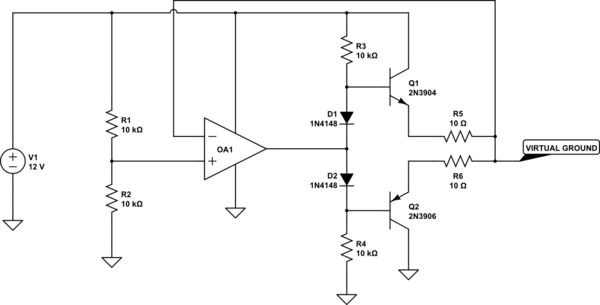 R3
10 kΩ
Q1
2N3904
D1
1N4148
R5
10 Ω
R1
10 kΩ
V1
12 V
−
OA1
+
VIRTUAL GROUND
D2
1N4148
R6
10 Ω
R2
10 kΩ
Q2
2N3906
R4
10 kΩ